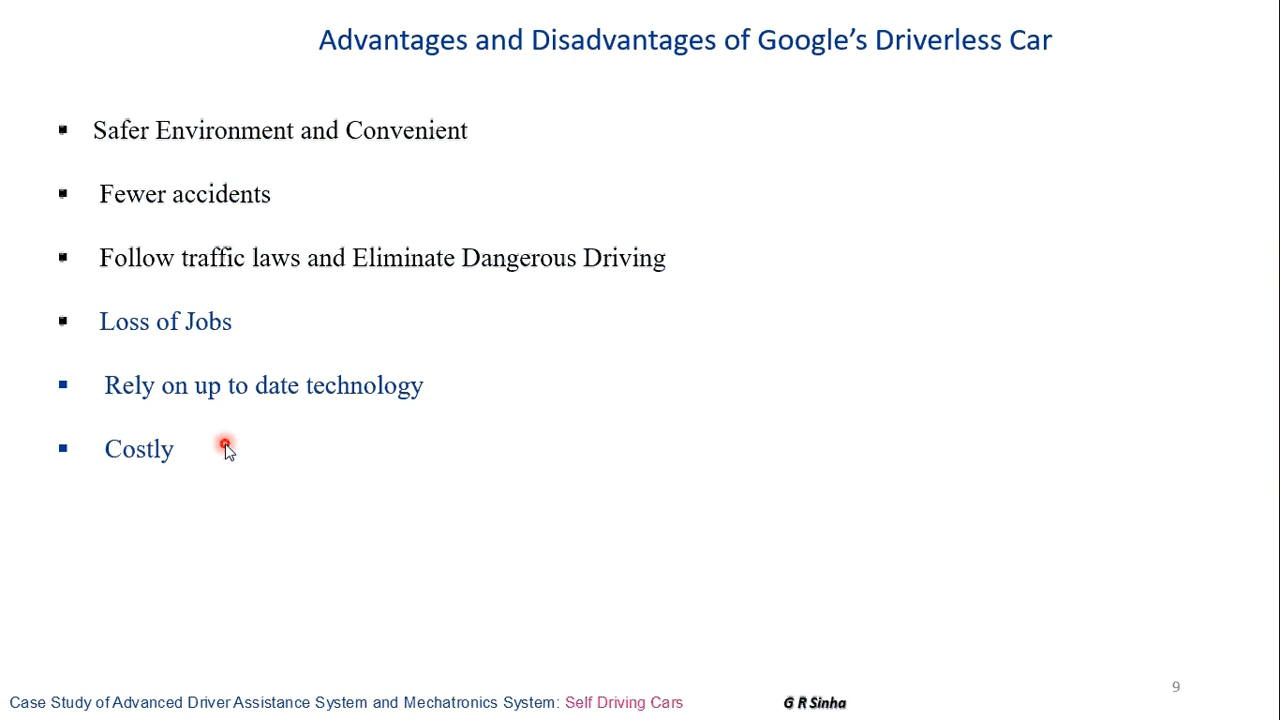 Advantages and Disadvantages of Google's Driverless Car
Safer Environment and Convenient
Fewer accidents
Follow traffic laws and Eliminate Dangerous Driving
Loss of Jobs
Rely on up to date technology
Costly
9
Case Study of Advanced Driver Assistance System and Mechatronics System: Self Driving Cars G R Sinha